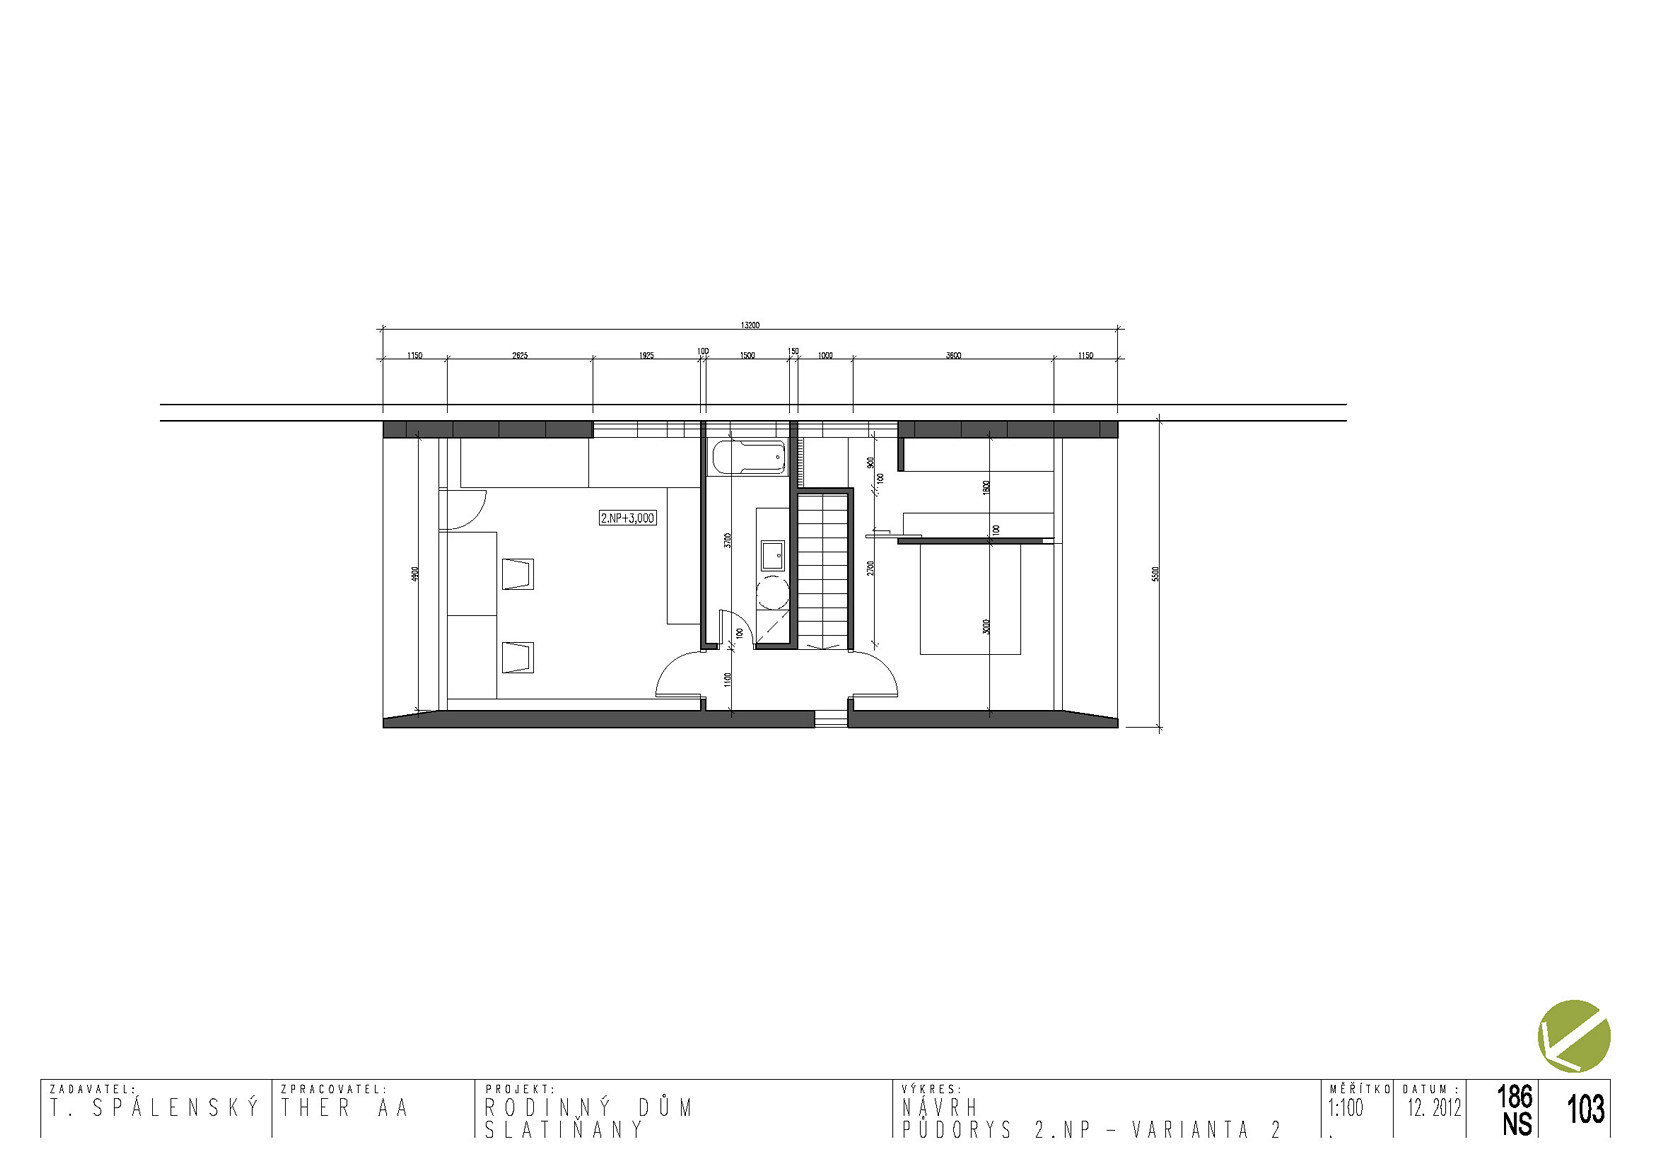 13200
1150 2625 1925 100 1500 150 1000 3600 1150
900
100
1800
2.NP+3,000
100
3700
4900
2700
5500
100
3000
1100
ZADAVATEL:
T. SPÁLENSKÝ
ZPRACOVATEL:
THER AA
PROJEKT:
RODINNÝ DŮM
SLATIŇANY
VÝKRES:
NÁVRH
PŮDORYS 2.NP – VARIANTA 2
MĚŘÍTKO
1:100
.
DATUM :
12. 2012
186
NS
103